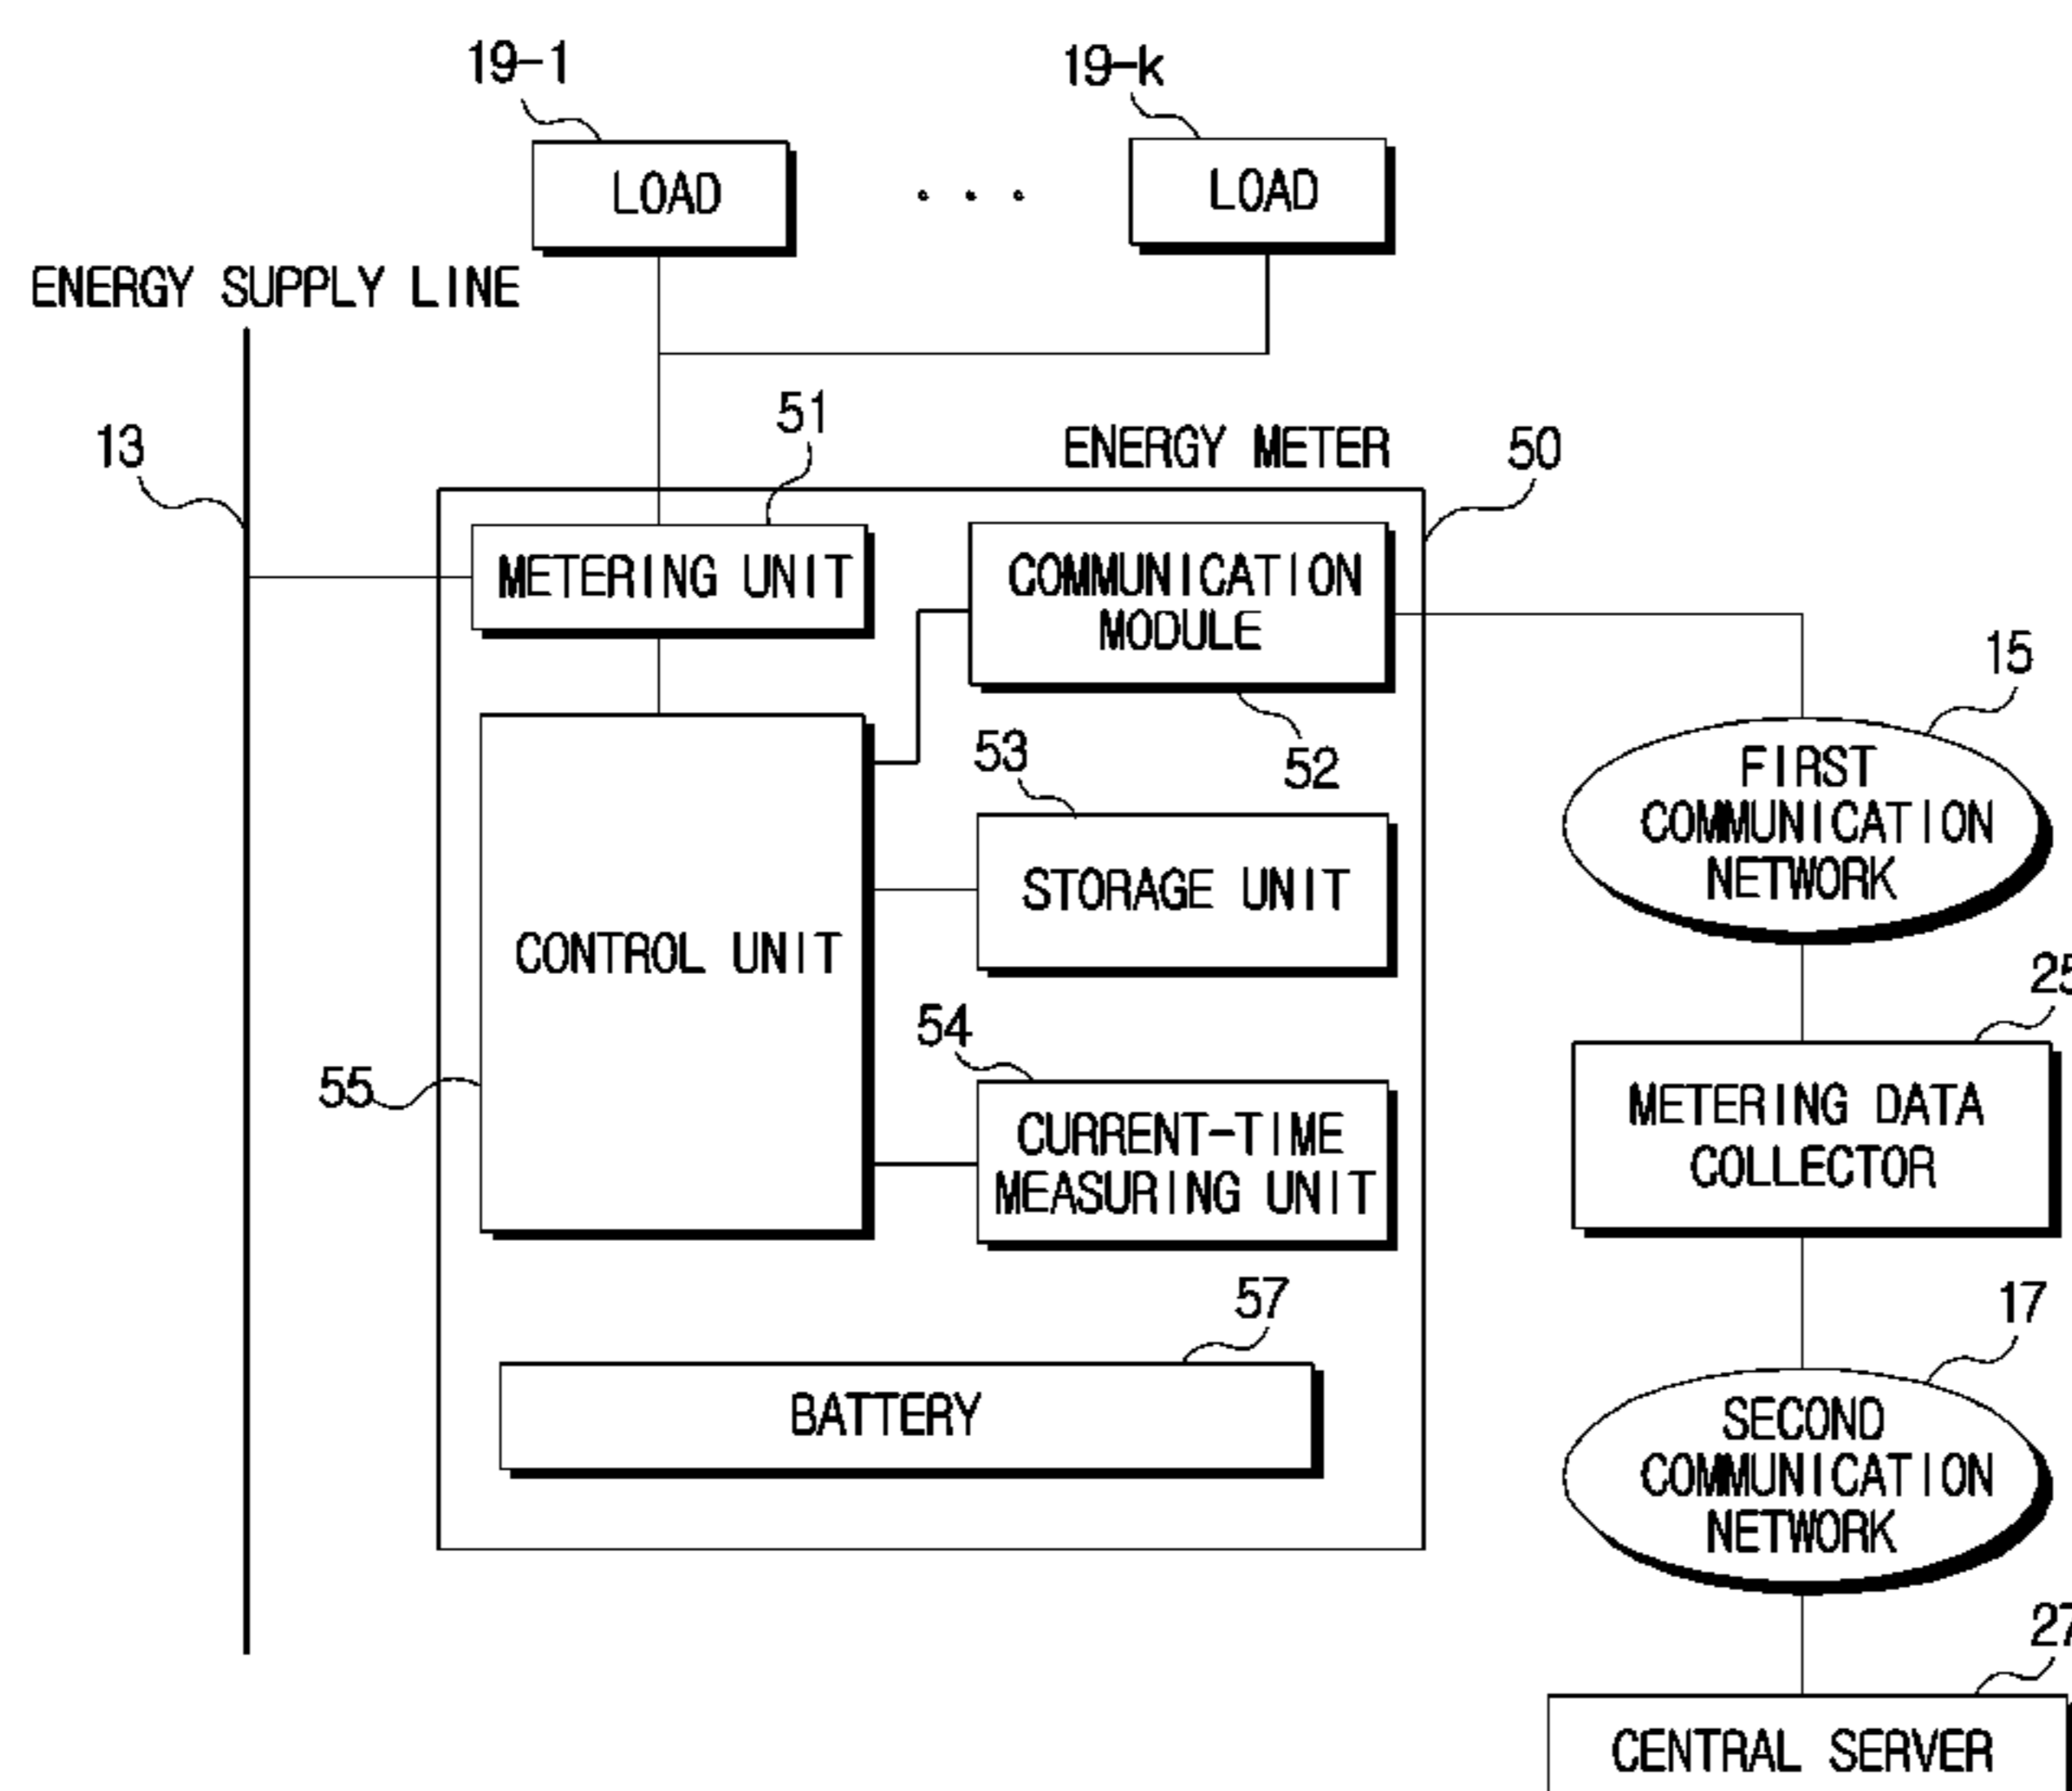 19-1
19-k
LOAD
. . .
LOAD
ENERGY SUPPLY LINE
13
51
ENERGY METER
50
METERING UNIT
COMMUNICATION
MODULE
52
15
FIRST
COMMUNICATION
NETWORK
53
STORAGE UNIT
CONTROL UNIT
55
54
CURRENT-TIME
MEASURING UNIT
25
METERING DATA
COLLECTOR
57
BATTERY
17
SECOND
COMMUNICATION
NETWORK
27
CENTRAL SERVER